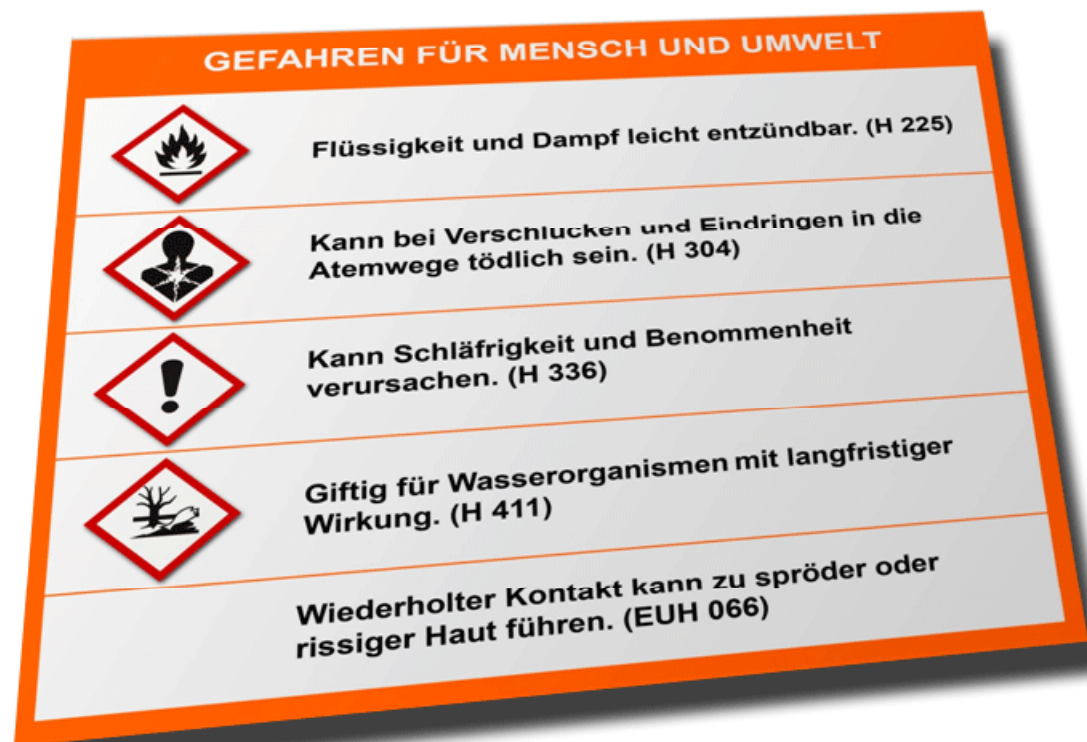 GEFAHREN FÜR MENSCH UND UMWELT
Flüssigkeit und Dampf leicht entzündbar. (H 225)
Kann bei Verschlucken und Eindringen in die
Atemwege tödlich sein. (H 304)
Kann Schläfrigkeit und Benommenheit
verursachen. (H 336)
Giftig für Wasserorganismen mit langfristiger
Wirkung. (H 411)
Wiederholter Kontakt kann zu spröder oder
rissiger Haut führen. (EUH 066)